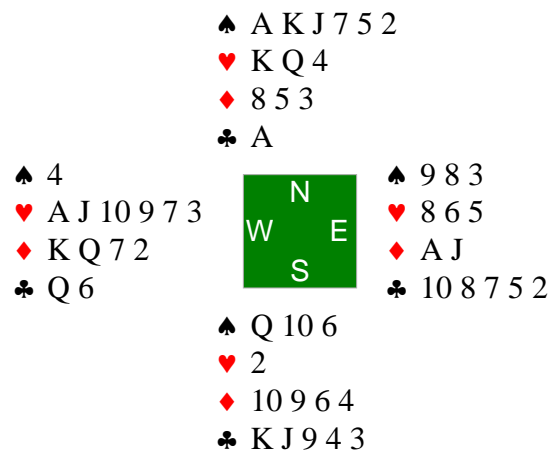 ♠ A K J 7 5 2
♥ K Q 4
♦ 8 5 3
♣ A
♠ 4
♥ A J 10 9 7 3
♦ K Q 7 2
♣ Q 6
N
W E
S
♠ 9 8 3
♥ 8 6 5
♦ A J
♣ 10 8 7 5 2
♠ Q 10 6
♥ 2
♦ 10 9 6 4
♣ K J 9 4 3